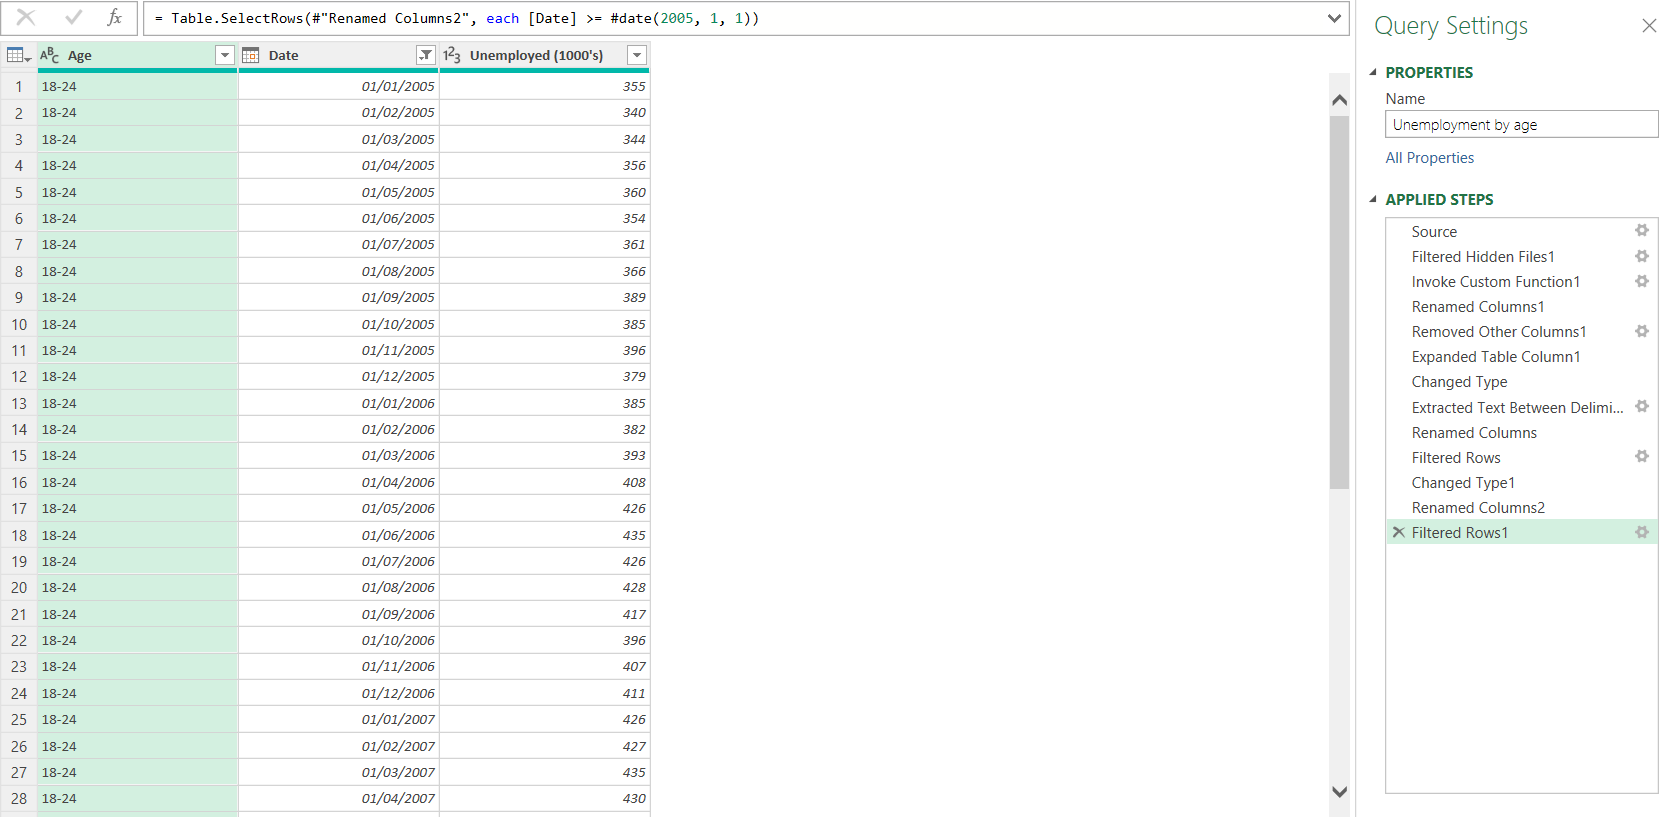 fx = Table.SelectRows(#"Renamed Columns2", each [Date] >= #date(2005, 1, 1))
ABC Age Date 123 Unemployed (1000's)
1 18-24 01/01/2005 355
2 18-24 01/02/2005 340
3 18-24 01/03/2005 344
4 18-24 01/04/2005 356
5 18-24 01/05/2005 360
6 18-24 01/06/2005 354
7 18-24 01/07/2005 361
8 18-24 01/08/2005 366
9 18-24 01/09/2005 389
10 18-24 01/10/2005 385
11 18-24 01/11/2005 396
12 18-24 01/12/2005 379
13 18-24 01/01/2006 385
14 18-24 01/02/2006 382
15 18-24 01/03/2006 393
16 18-24 01/04/2006 408
17 18-24 01/05/2006 426
18 18-24 01/06/2006 435
19 18-24 01/07/2006 426
20 18-24 01/08/2006 428
21 18-24 01/09/2006 417
22 18-24 01/10/2006 396
23 18-24 01/11/2006 407
24 18-24 01/12/2006 411
25 18-24 01/01/2007 426
26 18-24 01/02/2007 427
27 18-24 01/03/2007 435
28 18-24 01/04/2007 430
Query Settings
PROPERTIES
Name
Unemployment by age
All Properties
APPLIED STEPS
Source
Filtered Hidden Files1
Invoke Custom Function1
Renamed Columns1
Removed Other Columns1
Expanded Table Column1
Changed Type
Extracted Text Between Delimi...
Renamed Columns
Filtered Rows
Changed Type1
Renamed Columns2
Filtered Rows1